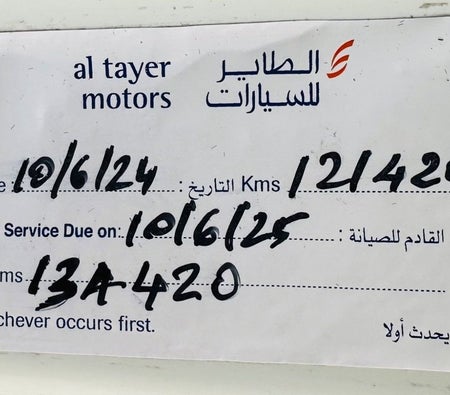 al tayer الطاير
motors للسيارات
e 10/6/24 : التاريخ Kms 12142
Service Due on: 10/6/25 : القادم للصيانة
ms 13A420
chever occurs first. يحدث أولا